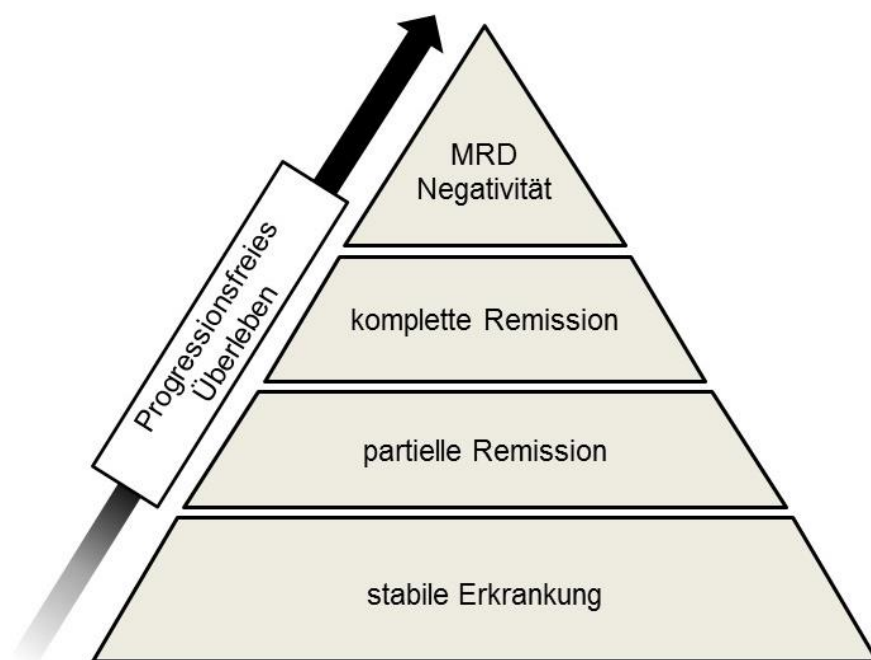 MRD
Negativität
komplette Remission
partielle Remission
stabile Erkrankung
Progressionsfreies
Überleben